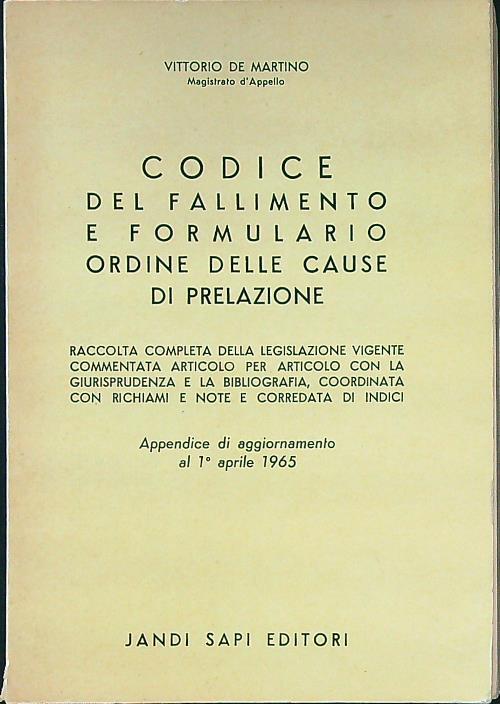 VITTORIO DE MARTINO
Magistrato d'Appello
CODICE
DEL FALLIMENTO
E FORMULARIO
ORDINE DELLE CAUSE
DI PRELAZIONE
RACCOLTA COMPLETA DELLA LEGISLAZIONE VIGENTE
COMMENTATA ARTICOLO PER ARTICOLO CON LA
GIURISPRUDENZA E LA BIBLIOGRAFIA, COORDINATA
CON RICHIAMI E NOTE E CORREDATA DI INDICI
Appendice di aggiornamento
al 1° aprile 1965
JANDI SAPI EDITORI